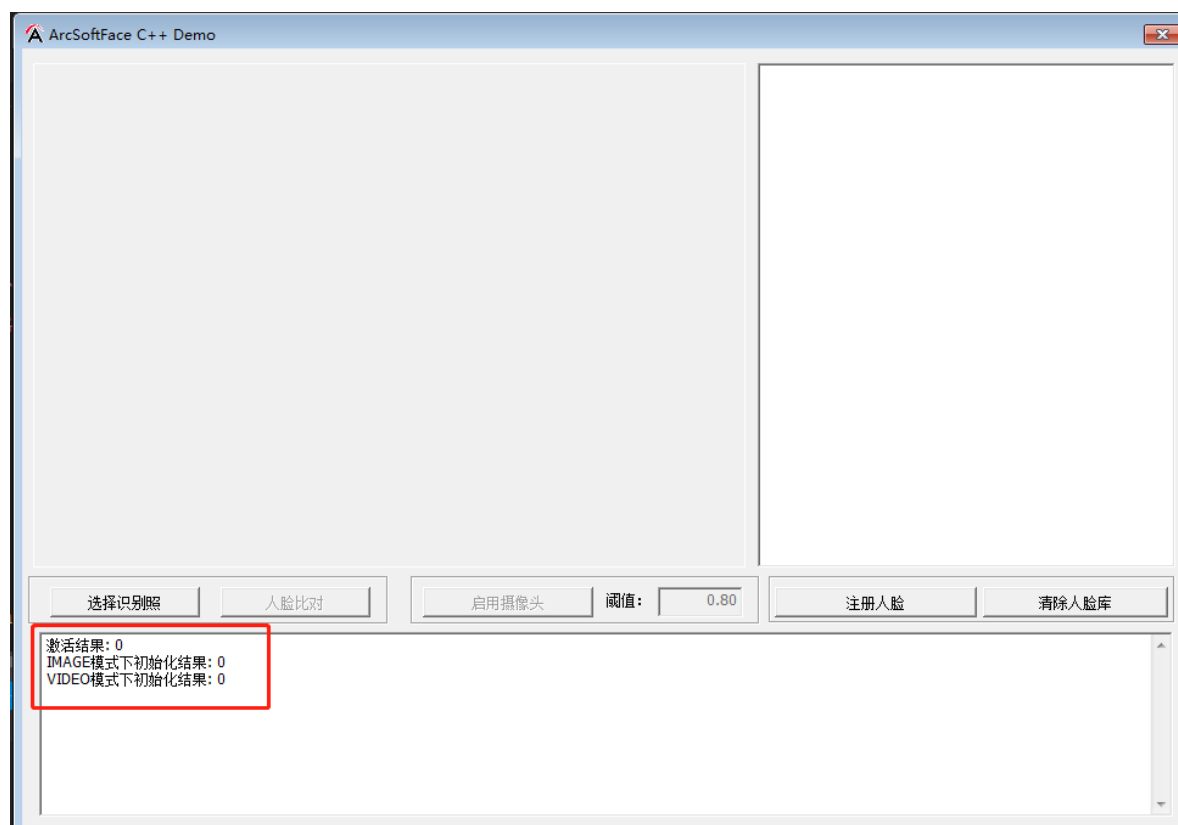 ArcSoftFace C++ Demo
选择识别照 人脸比对 启用摄像头 阈值： 0.80 注册人脸 清除人脸库
激活结果: 0
IMAGE模式下初始化结果: 0
VIDEO模式下初始化结果: 0